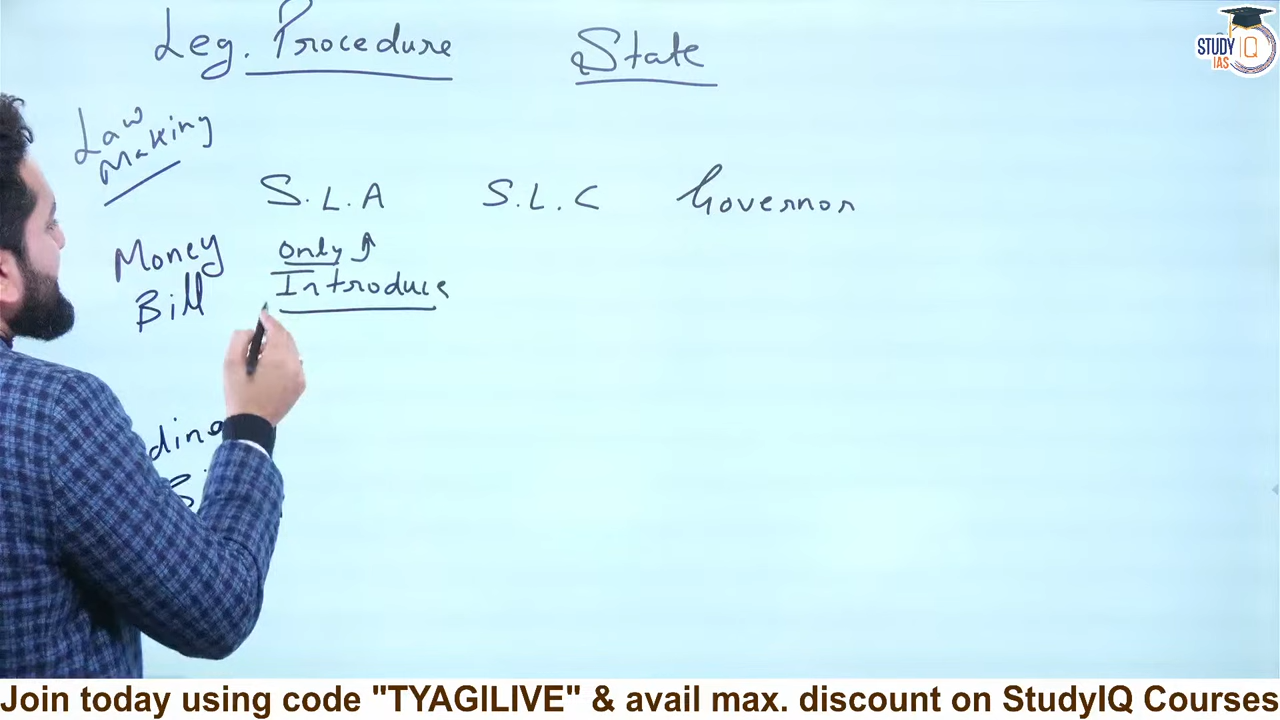 Leg. Procedure State
STUDY IQ
IAS
Law
Making
S.L.A S.L.C Governor
Money only
Bill Introduce
Join today using code "TYAGILIVE" & avail max. discount on StudyIQ Courses